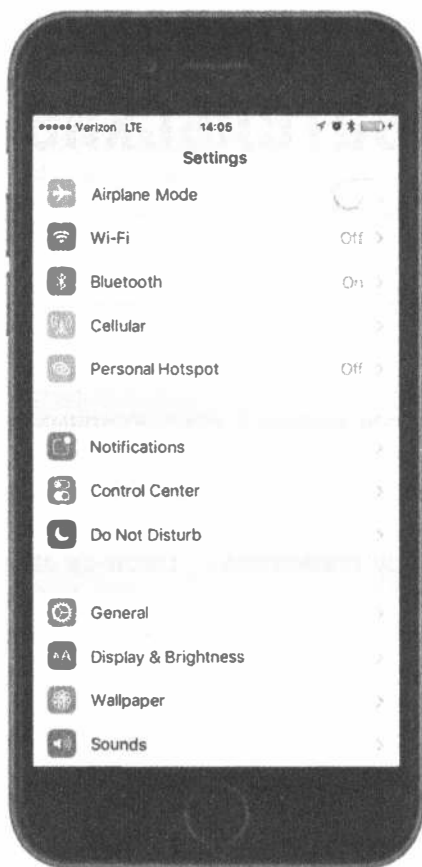 Verizon LTE 14:05
Settings
Airplane Mode
Wi-Fi Off
Bluetooth On
Cellular
Personal Hotspot Off
Notifications
Control Center
Do Not Disturb
General
AA Display & Brightness
Wallpaper
Sounds